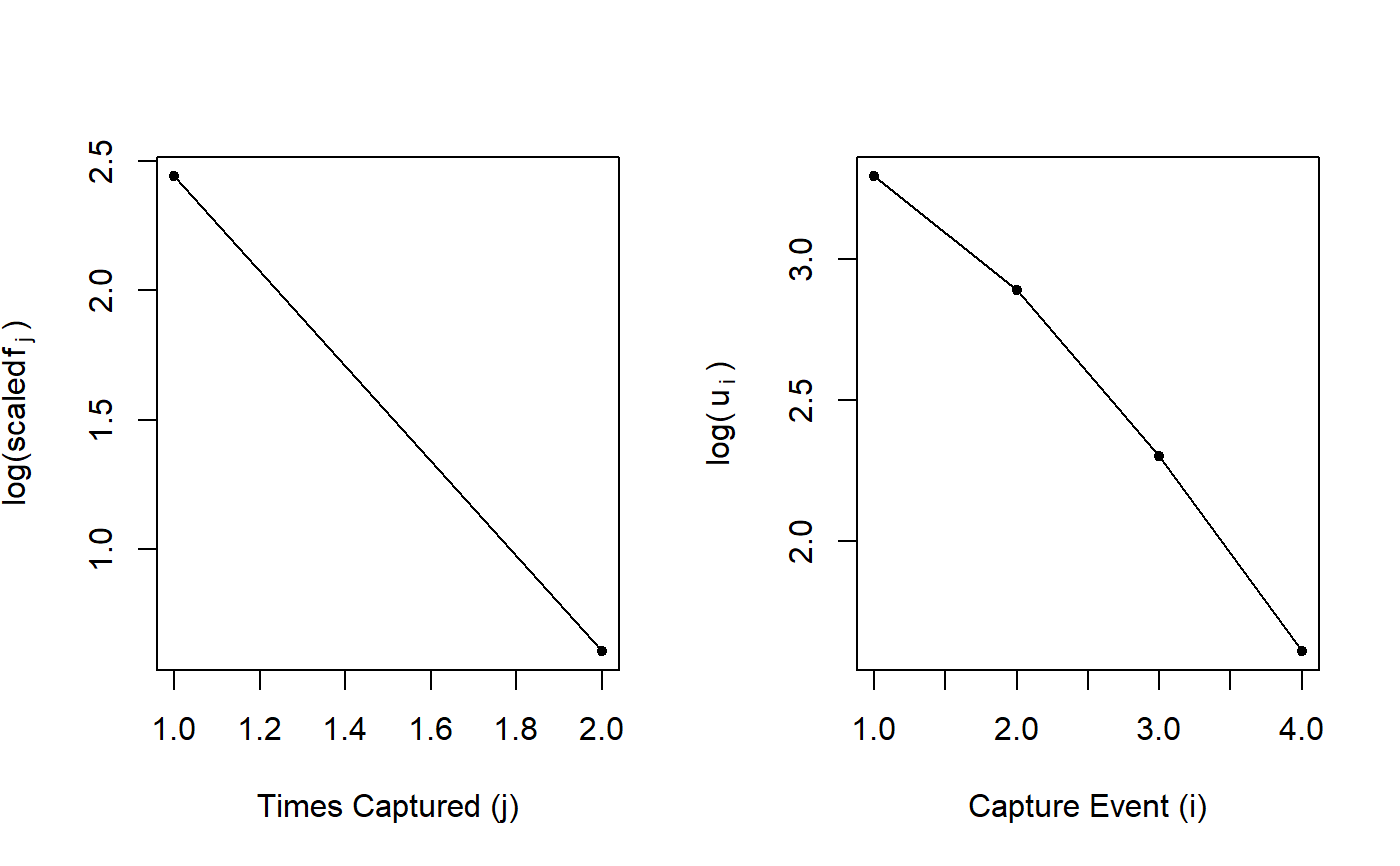 log(scaledfj)
2.5
2.0
1.5
1.0
1.0 1.2 1.4 1.6 1.8 2.0
Times Captured (j)
log( ui )
3.0
2.5
2.0
1.0 2.0 3.0 4.0
Capture Event (i)